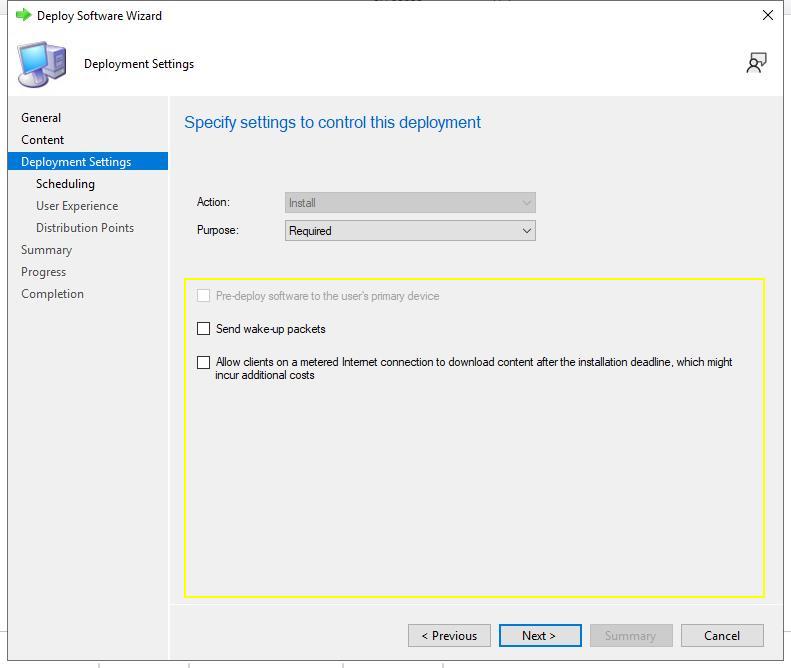 Deploy Software Wizard
Deployment Settings
General
Content
Deployment Settings
Scheduling
User Experience
Distribution Points
Summary
Progress
Completion
Specify settings to control this deployment
Action: Install
Purpose: Required
Pre-deploy software to the user's primary device
Send wake-up packets
Allow clients on a metered Internet connection to download content after the installation deadline, which might
incur additional costs
< Previous Next > Summary Cancel